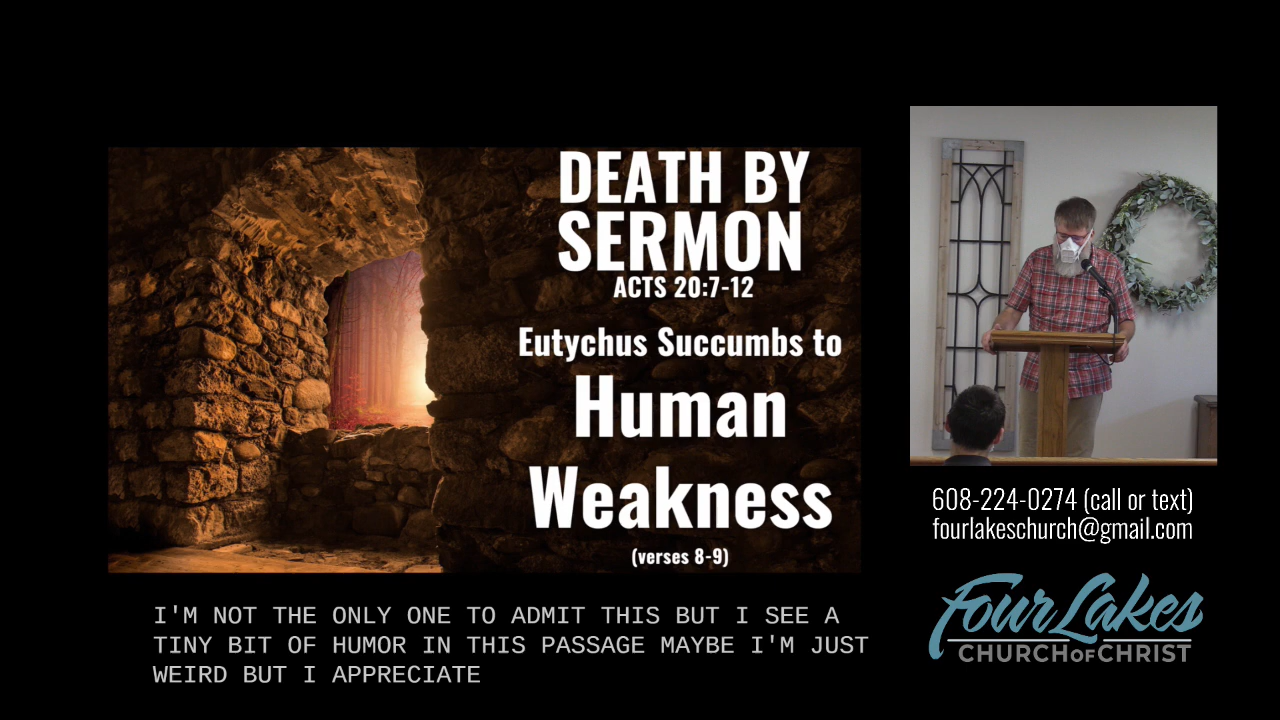 DEATH BY
SERMON
ACTS 20:7-12
Eutychus Succumbs to
Human
Weakness
(verses 8-9)
I'M NOT THE ONLY ONE TO ADMIT THIS BUT I SEE A
TINY BIT OF HUMOR IN THIS PASSAGE MAYBE I'M JUST
WEIRD BUT I APPRECIATE
608-224-0274 (call or text)
fourlakeschurch@gmail.com
Four Lakes
CHURCH OF CHRIST